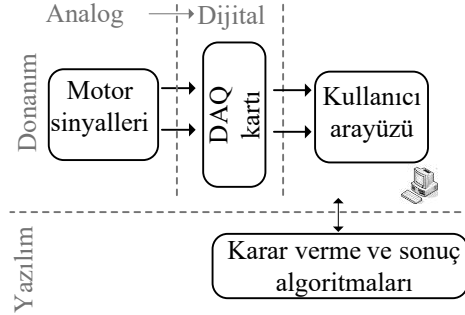 Analog
Dijital
Donanım
Motor
sinyalleri
DAQ
kartı
Kullanıcı
arayüzü
Yazılım
Karar verme ve sonuç
algoritmaları